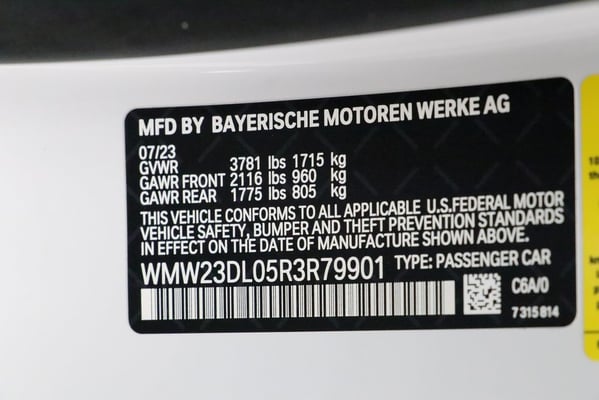 MFD BY BAYERISCHE MOTOREN WERKE AG
07/23
GVWR 3781 lbs 1715 kg
GAWR FRONT 2116 lbs 960 kg
GAWR REAR 1775 lbs 805 kg
THIS VEHICLE CONFORMS TO ALL APPLICABLE U.S.FEDERAL MOTOR
VEHICLE SAFETY, BUMPER AND THEFT PREVENTION STANDARDS
IN EFFECT ON THE DATE OF MANUFACTURE SHOWN ABOVE.
WMW23DL05R3R79901 TYPE: PASSENGER CAR
C6A/0
7315814